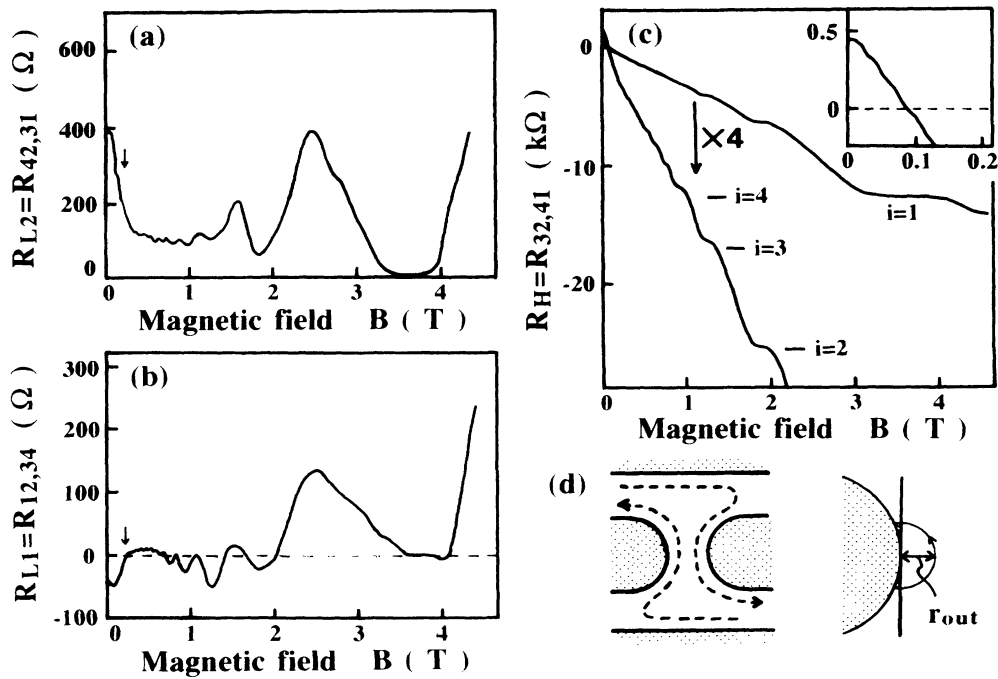 (a)
R_L2=R_42,31 ( Ω )
600
400
200
0
0 1 2 3 4
Magnetic field B ( T )
(b)
R_L1=R_12,34 ( Ω )
300
200
100
0
-100
0 1 2 3 4
Magnetic field B ( T )
(c)
R_H=R_32,41 ( kΩ )
0
-10
-20
0.5
0
0 0.1 0.2
×4
i=4
i=3
i=2
i=1
0 1 2 3 4
Magnetic field B ( T )
(d)
r_out